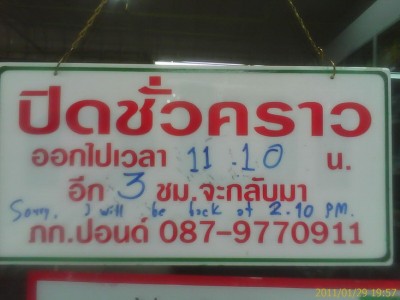 ปิดชั่วคราว
ออกไปเวลา 11.10 น.
อีก 3 ชม.จะกลับมา
Sorry, I will be back at 2.10 PM.
ภก.ปอนด์ 087-9770911
2011/01/29 19:57